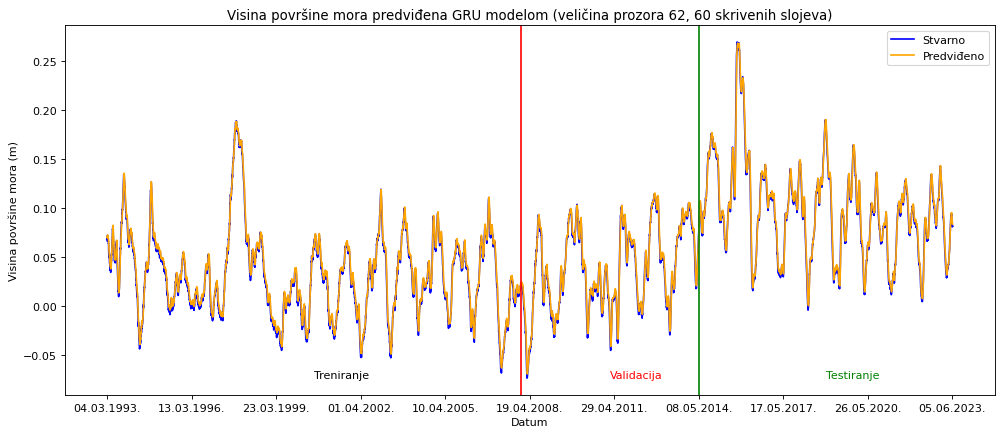 Visina površine mora predviđena GRU modelom (veličina prozora 62, 60 skrivenih slojeva)
Stvarno
Predviđeno
Visina površine mora (m)
0.25
0.20
0.15
0.10
0.05
0.00
−0.05
Treniranje
Validacija
Testiranje
04.03.1993.
13.03.1996.
23.03.1999.
01.04.2002.
10.04.2005.
19.04.2008.
29.04.2011.
08.05.2014.
17.05.2017.
26.05.2020.
05.06.2023.
Datum